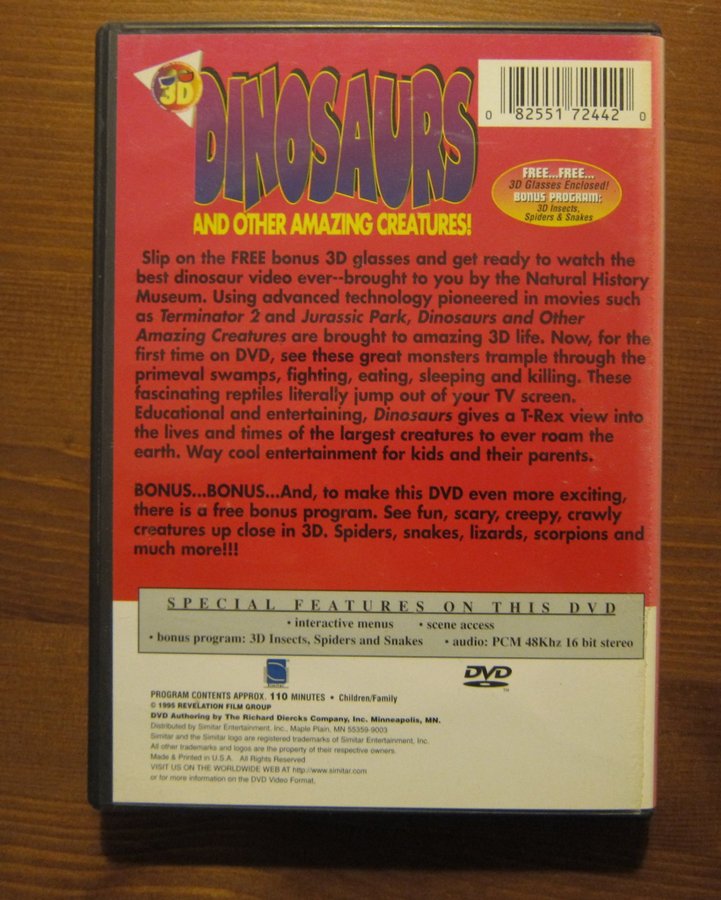 3D
DINOSAURS
AND OTHER AMAZING CREATURES!
0 82551 72442 0
FREE...FREE...
3D Glasses Enclosed!
BONUS PROGRAM:
3D Insects,
Spiders & Snakes
Slip on the FREE bonus 3D glasses and get ready to watch the
best dinosaur video ever--brought to you by the Natural History
Museum. Using advanced technology pioneered in movies such
as Terminator 2 and Jurassic Park, Dinosaurs and Other
Amazing Creatures are brought to amazing 3D life. Now, for the
first time on DVD, see these great monsters trample through the
primeval swamps, fighting, eating, sleeping and killing. These
fascinating reptiles literally jump out of your TV screen.
Educational and entertaining, Dinosaurs gives a T-Rex view into
the lives and times of the largest creatures to ever roam the
earth. Way cool entertainment for kids and their parents.
BONUS...BONUS...And, to make this DVD even more exciting,
there is a free bonus program. See fun, scary, creepy, crawly
creatures up close in 3D. Spiders, snakes, lizards, scorpions and
much more!!!
SPECIAL FEATURES ON THIS DVD
• interactive menus • scene access
• bonus program: 3D Insects, Spiders and Snakes • audio: PCM 48Khz 16 bit stereo
Simitar
DVD
TM
PROGRAM CONTENTS APPROX. 110 MINUTES • Children/Family
© 1995 REVELATION FILM GROUP
DVD Authoring by The Richard Diercks Company, Inc. Minneapolis, MN.
Distributed by Simitar Entertainment, Inc., Maple Plain, MN 55359-9003
Simitar and the Simitar logo are registered trademarks of Simitar Entertainment, Inc.
All other trademarks and logos are the property of their respective owners.
Made & Printed in U.S.A. All Rights Reserved
VISIT US ON THE WORLDWIDE WEB AT http://www.simitar.com
or for more information on the DVD Video Format.